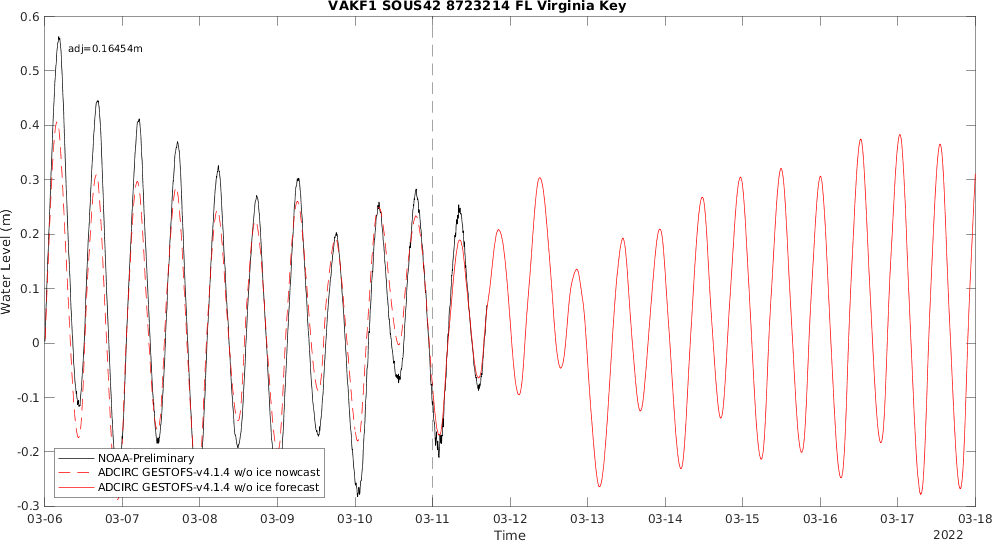 VAKF1 SOUS42 8723214 FL Virginia Key
adj=0.16454m
0.6
0.5
0.4
0.3
0.2
0.1
0
-0.1
-0.2
-0.3
Water Level (m)
NOAA-Preliminary
ADCIRC GESTOFS-v4.1.4 w/o ice nowcast
ADCIRC GESTOFS-v4.1.4 w/o ice forecast
03-06 03-07 03-08 03-09 03-10 03-11 03-12 03-13 03-14 03-15 03-16 03-17 03-18
Time
2022